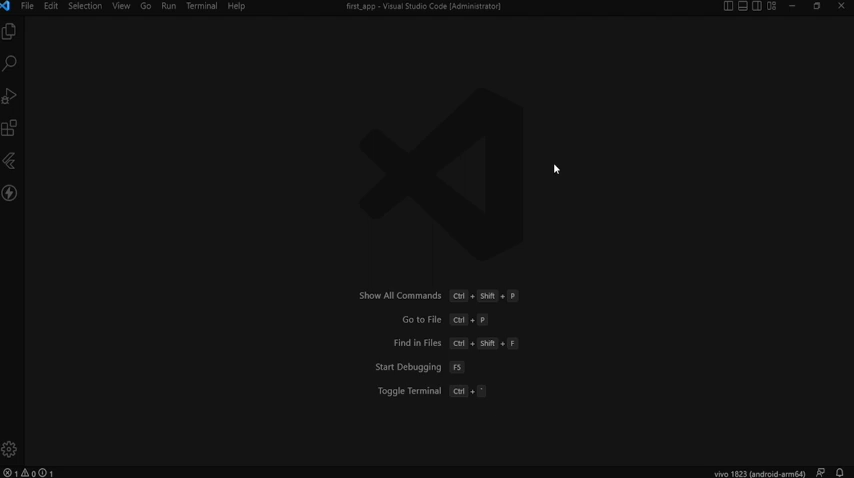 File Edit Selection View Go Run Terminal Help first_app - Visual Studio Code [Administrator]
Show All Commands Ctrl + Shift + P
Go to File Ctrl + P
Find in Files Ctrl + Shift + F
Start Debugging F5
Toggle Terminal Ctrl + `
1 0 1 vivo 1823 (android-arm64)